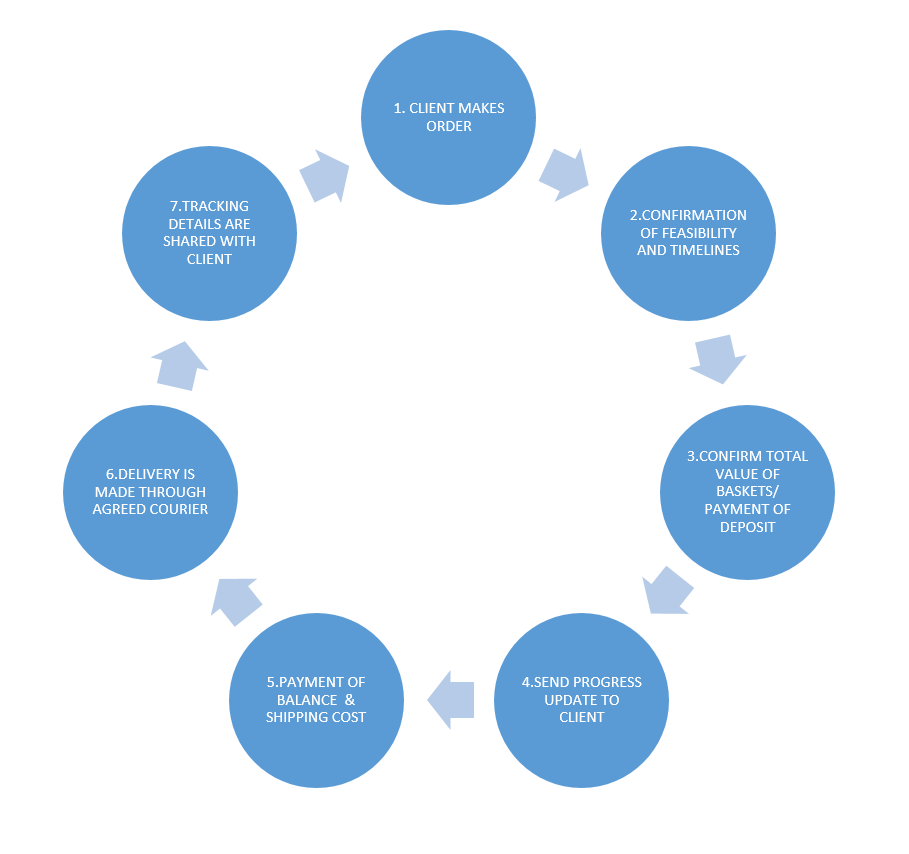 1. CLIENT MAKES
ORDER
2.CONFIRMATION
OF FEASIBILITY
AND TIMELINES
3.CONFIRM TOTAL
VALUE OF
BASKETS/
PAYMENT OF
DEPOSIT
4.SEND PROGRESS
UPDATE TO
CLIENT
5.PAYMENT OF
BALANCE  &
SHIPPING COST
6.DELIVERY IS
MADE THROUGH
AGREED COURIER
7.TRACKING
DETAILS ARE
SHARED WITH
CLIENT